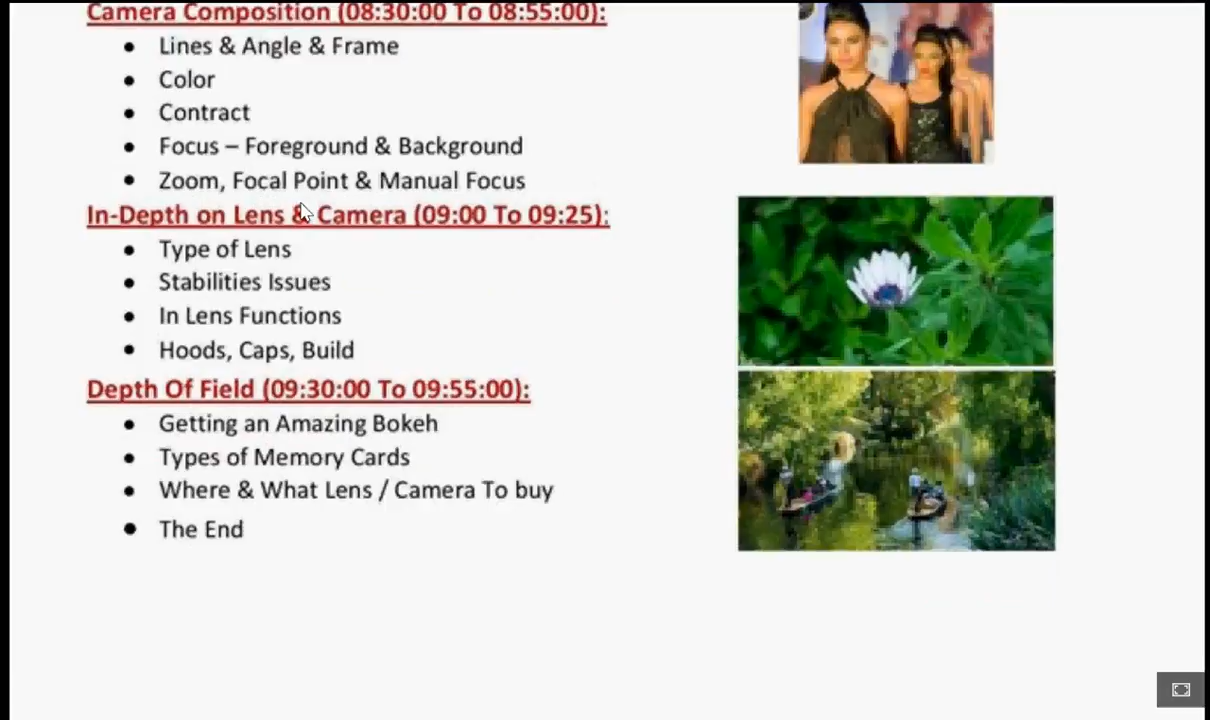 Camera Composition (08:30:00 To 08:55:00):
• Lines & Angle & Frame
• Color
• Contract
• Focus – Foreground & Background
• Zoom, Focal Point & Manual Focus
In-Depth on Lens & Camera (09:00 To 09:25):
• Type of Lens
• Stabilities Issues
• In Lens Functions
• Hoods, Caps, Build
Depth Of Field (09:30:00 To 09:55:00):
• Getting an Amazing Bokeh
• Types of Memory Cards
• Where & What Lens / Camera To buy
• The End